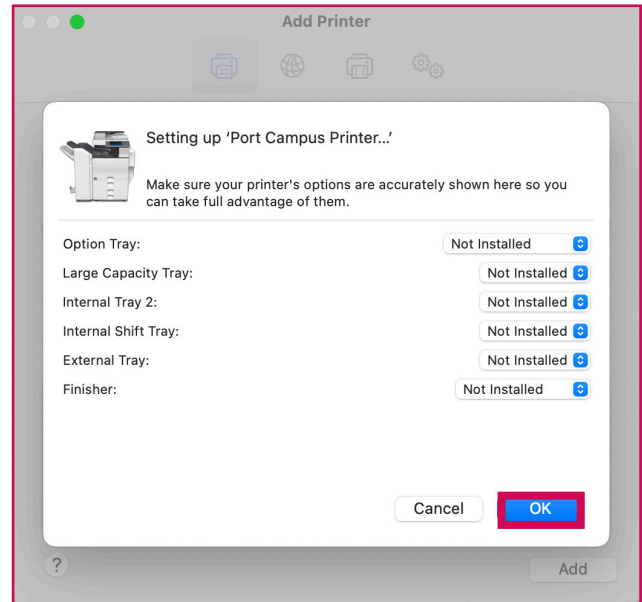 Add Printer
Setting up ‘Port Campus Printer...’
Make sure your printer's options are accurately shown here so you
can take full advantage of them.
Option Tray: Not Installed
Large Capacity Tray: Not Installed
Internal Tray 2: Not Installed
Internal Shift Tray: Not Installed
External Tray: Not Installed
Finisher: Not Installed
Cancel OK
? Add